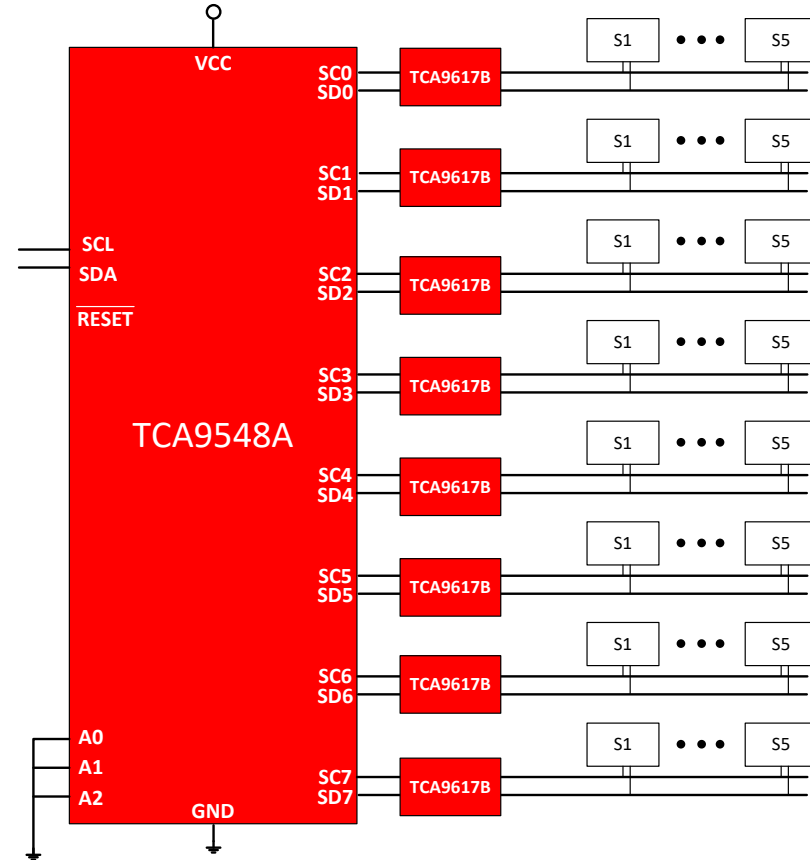 VCC
SC0
SD0
TCA9617B
S1 • • • S5
SC1
SD1
TCA9617B
S1 • • • S5
SCL
SDA
RESET
SC2
SD2
TCA9617B
S1 • • • S5
SC3
SD3
TCA9617B
S1 • • • S5
TCA9548A
SC4
SD4
TCA9617B
S1 • • • S5
SC5
SD5
TCA9617B
S1 • • • S5
SC6
SD6
TCA9617B
S1 • • • S5
A0
A1
A2
SC7
SD7
TCA9617B
S1 • • • S5
GND